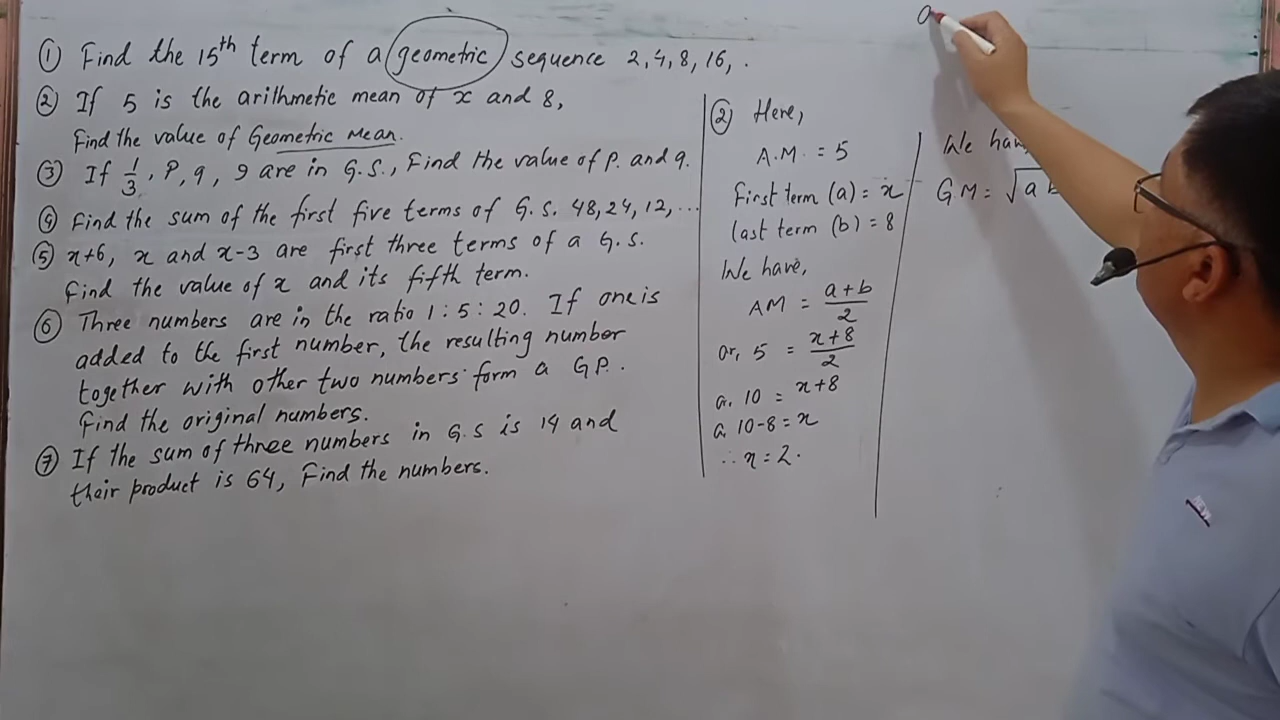 ① Find the 15th term of a geometric sequence 2, 4, 8, 16, .
② If 5 is the arithmetic mean of x and 8,
Find the value of Geometric Mean.
③ If 1/3, P, q, 9 are in G.S., Find the value of P. and q.
④ Find the sum of the first five terms of G.S. 48, 24, 12, ...
⑤ x+6, x and x-3 are first three terms of a G.S.
Find the value of x and its fifth term.
⑥ Three numbers are in the ratio 1 : 5 : 20. If one is
added to the first number, the resulting number
together with other two numbers form a GP.
Find the original numbers.
⑦ If the sum of three numbers in G.S is 14 and
their product is 64, Find the numbers.
② Here,
A.M. = 5
First term (a) = x
last term (b) = 8
We have,
AM = a+b/2
or, 5 = x+8/2
a, 10 = x+8
a, 10-8 = x
∴ x = 2.
a
We hav
G.M = √a b